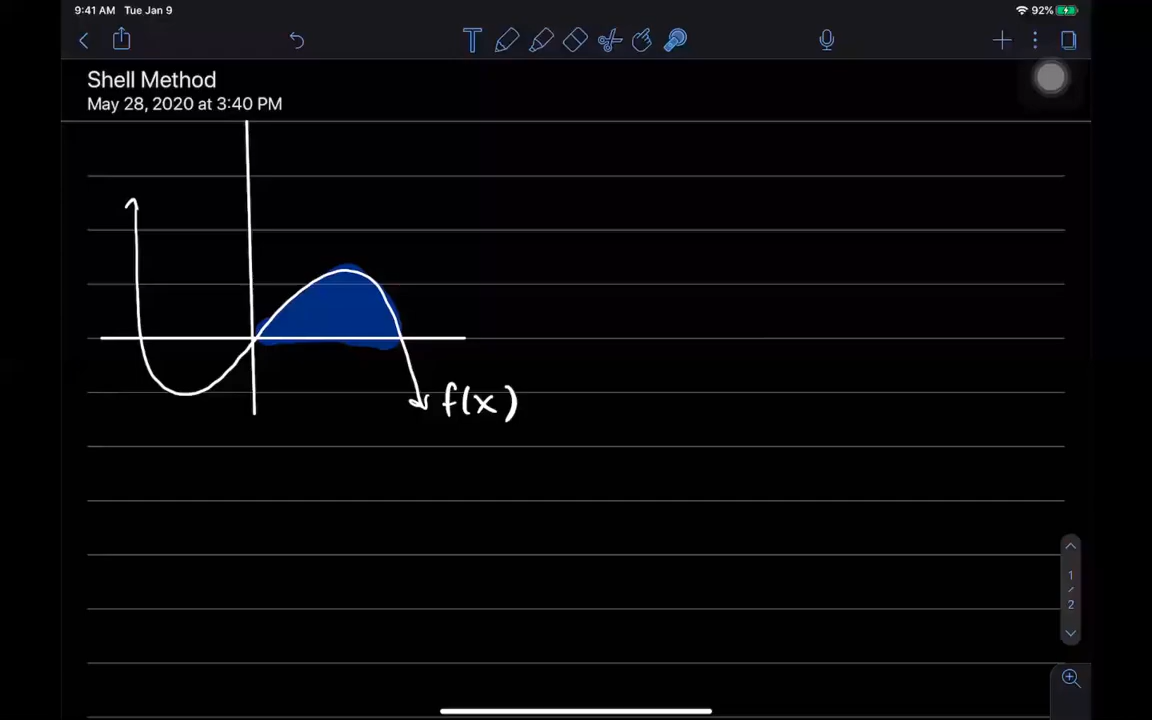 9:41 AM Tue Jan 9
92%
T
Shell Method
May 28, 2020 at 3:40 PM
f(x)
1
/
2